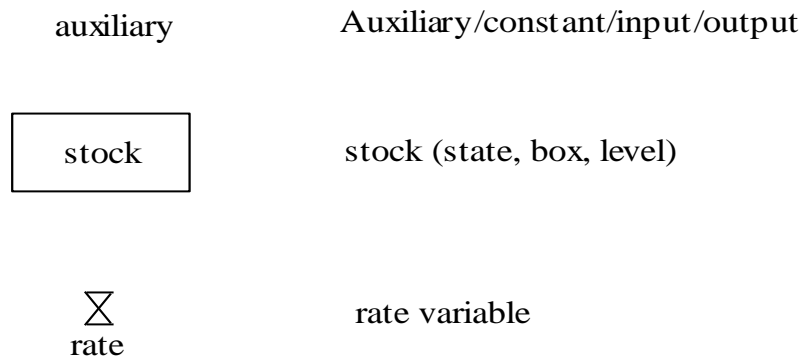 auxiliary Auxiliary/constant/input/output
stock stock (state, box, level)
rate variable
rate